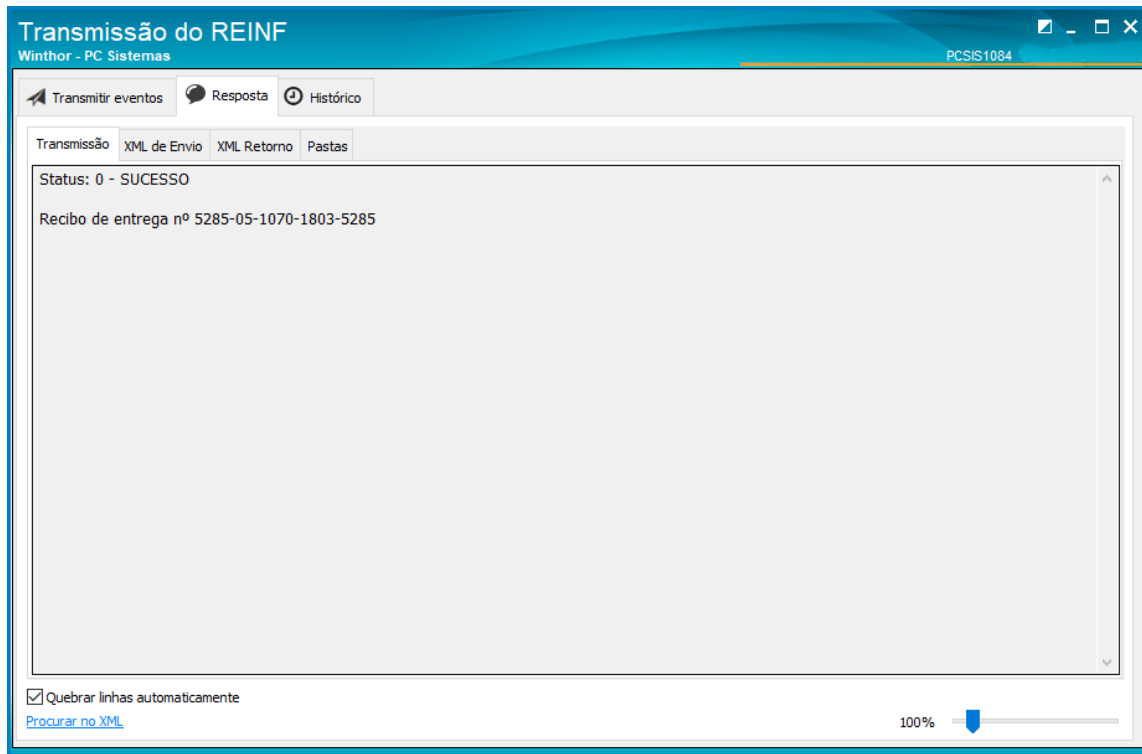 Transmissão do REINF
Winthor - PC Sistemas
PCSIS1084
Transmitir eventos
Resposta
Histórico
Transmissão
XML de Envio
XML Retorno
Pastas
Status: 0 - SUCESSO
Recibo de entrega nº 5285-05-1070-1803-5285
Quebrar linhas automaticamente
Procurar no XML
100%